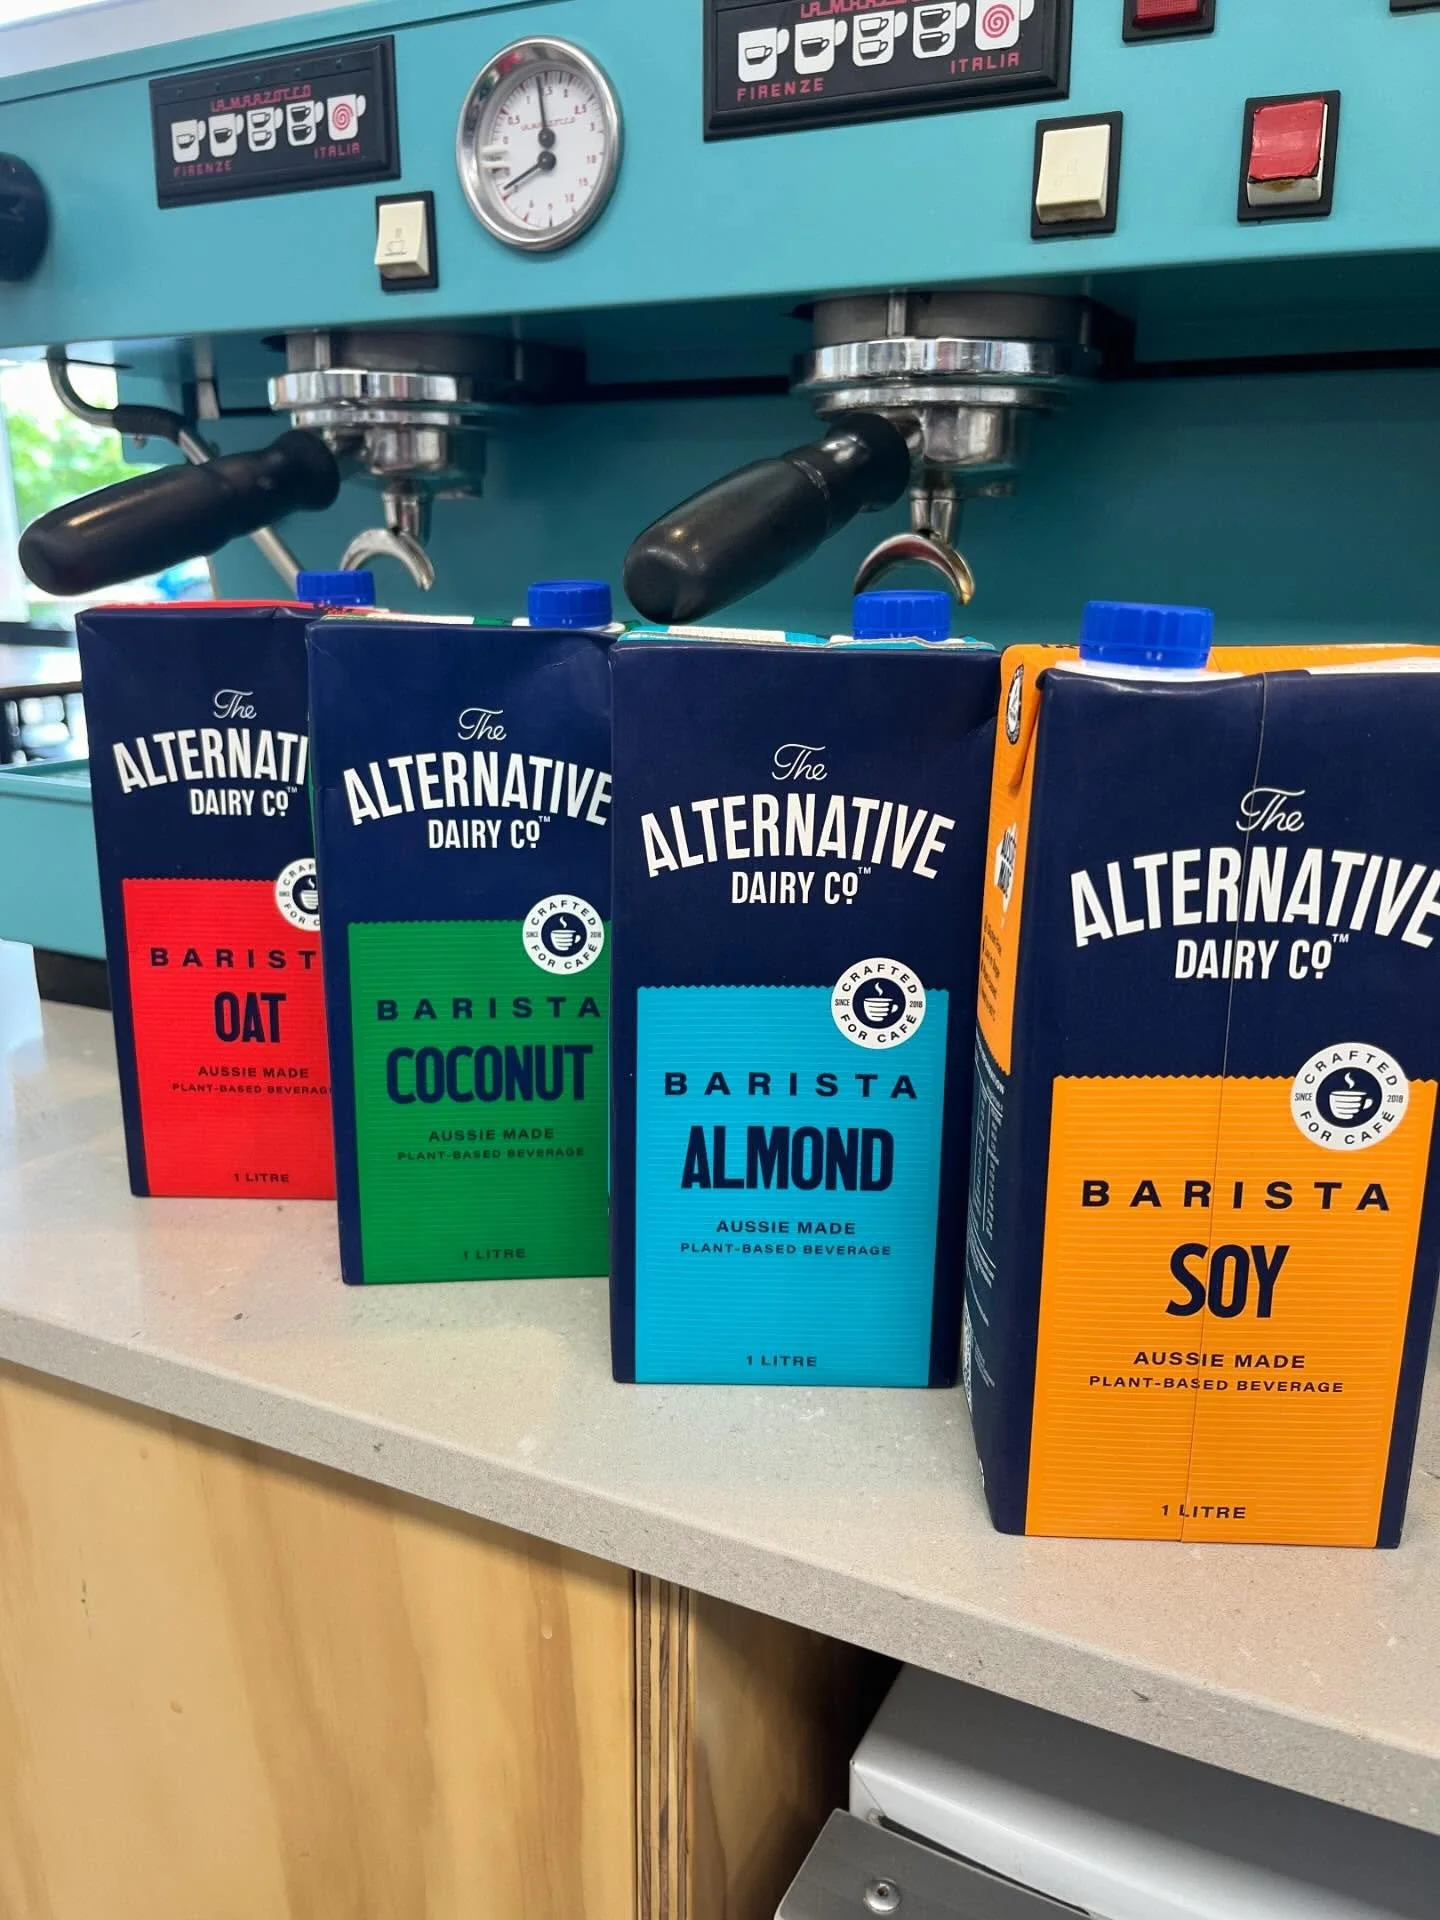 LA MARZOCCO
FIRENZE
ITALIA
LA MARZOCCO
FIRENZE
ITALIA
The
ALTERNATI
DAIRY Co™
CRAF
FOR C
BARIST
OAT
AUSSIE MADE
PLANT-BASED BEVERAG
1 LITRE
The
ALTERNATIVE
DAIRY Co™
CRAFTED
SINCE 2018
FOR CAFÉ
BARISTA
COCONUT
AUSSIE MADE
PLANT-BASED BEVERAGE
1 LITRE
The
ALTERNATIVE
DAIRY Co™
CRAFTED
SINCE 2018
FOR CAFÉ
BARISTA
ALMOND
AUSSIE MADE
PLANT-BASED BEVERAGE
1 LITRE
The
ALTERNATIVE
DAIRY Co™
CRAFTED
SINCE 2018
FOR CAFÉ
BARISTA
SOY
AUSSIE MADE
PLANT-BASED BEVERAGE
1 LITRE